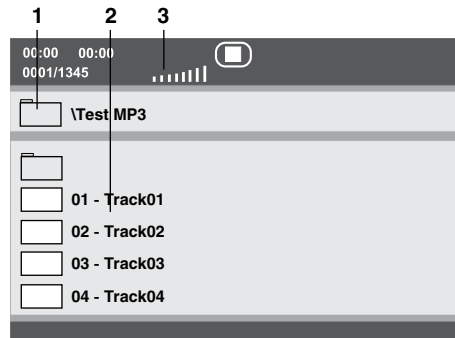 1 2 3
00:00 00:00
0001/1345
\Test MP3
01 - Track01
02 - Track02
03 - Track03
04 - Track04